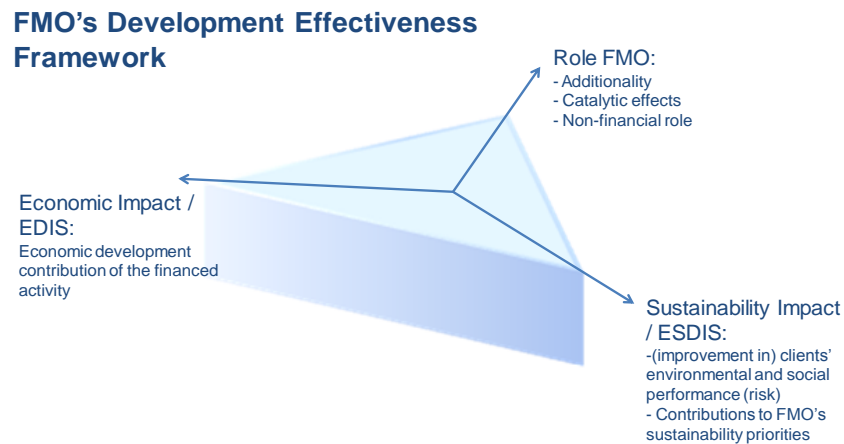 FMO's Development Effectiveness
Framework
Role FMO:
- Additionality
- Catalytic effects
- Non-financial role
Economic Impact /
EDIS:
Economic development
contribution of the financed
activity
Sustainability Impact
/ ESDIS:
-(improvement in) clients'
environmental and social
performance (risk)
- Contributions to FMO's
sustainability priorities